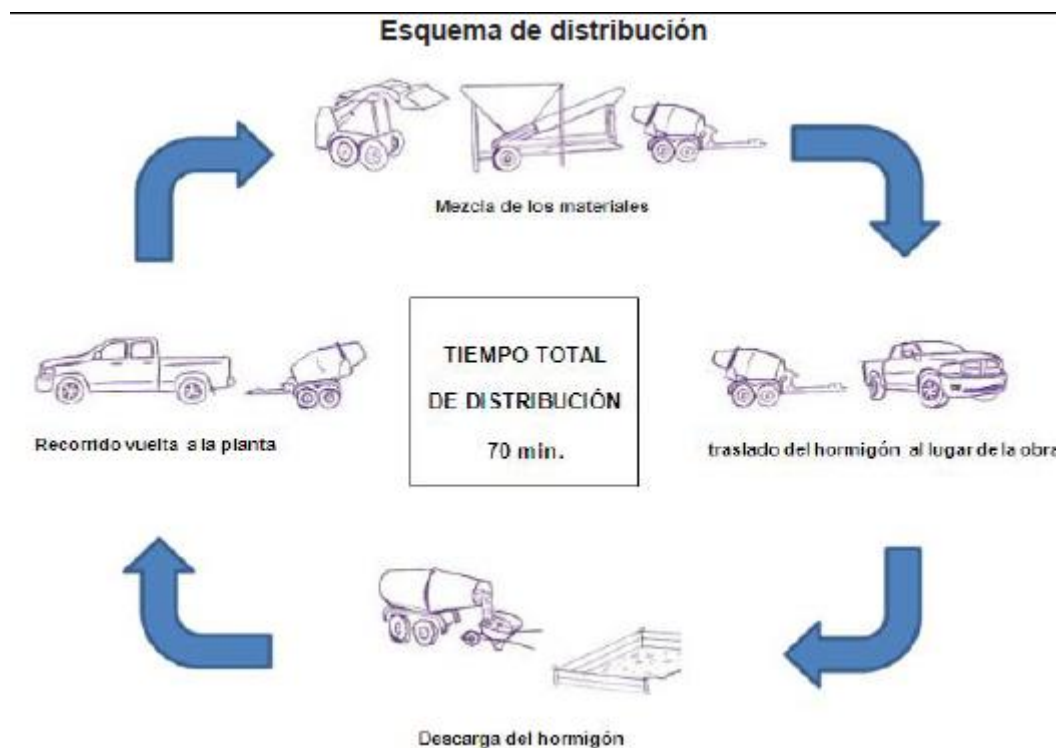 Esquema de distribución
Mezcla de los materiales
TIEMPO TOTAL
DE DISTRIBUCIÓN
70 min.
Recorrido vuelta a la planta
traslado del hormigón al lugar de la obra
Descarga del hormigón